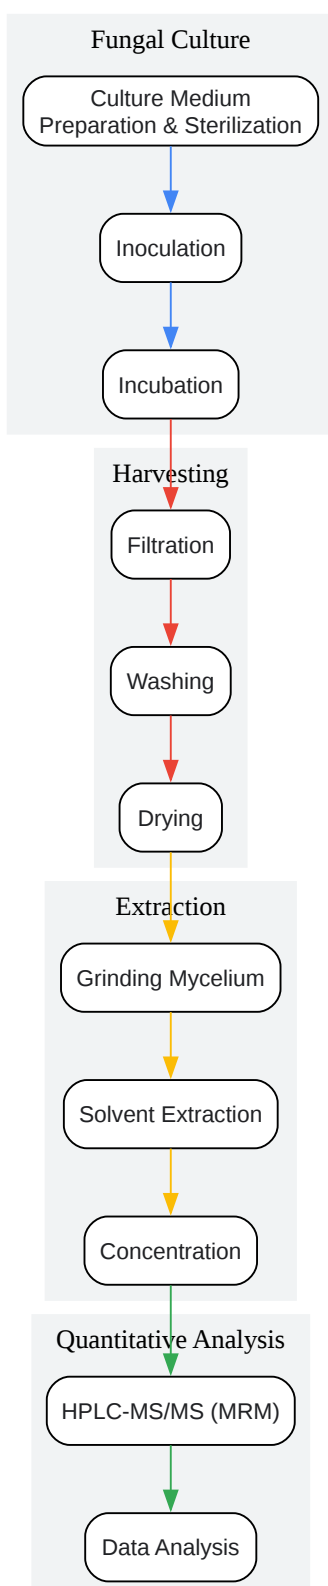 Fungal Culture
Culture Medium
Preparation & Sterilization
Inoculation
Incubation
Harvesting
Filtration
Washing
Drying
Extraction
Grinding Mycelium
Solvent Extraction
Concentration
Quantitative Analysis
HPLC-MS/MS (MRM)
Data Analysis